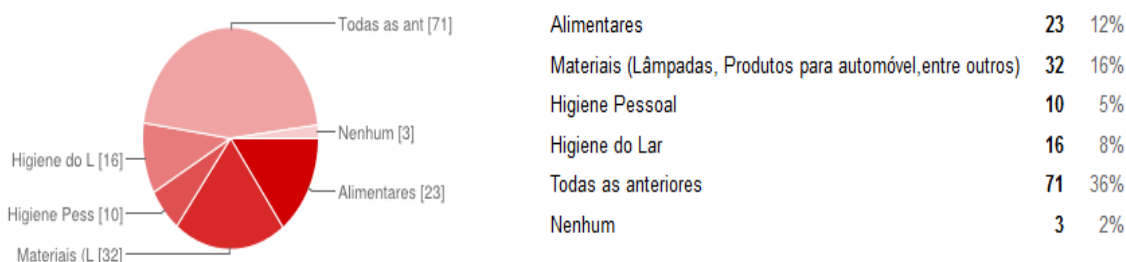 Todas as ant [71]
Nenhum [3]
Alimentares [23]
Materiais (L [32]
Higiene Pess [10]
Higiene do L [16]
Alimentares 23 12%
Materiais (Lâmpadas, Produtos para automóvel,entre outros) 32 16%
Higiene Pessoal 10 5%
Higiene do Lar 16 8%
Todas as anteriores 71 36%
Nenhum 3 2%